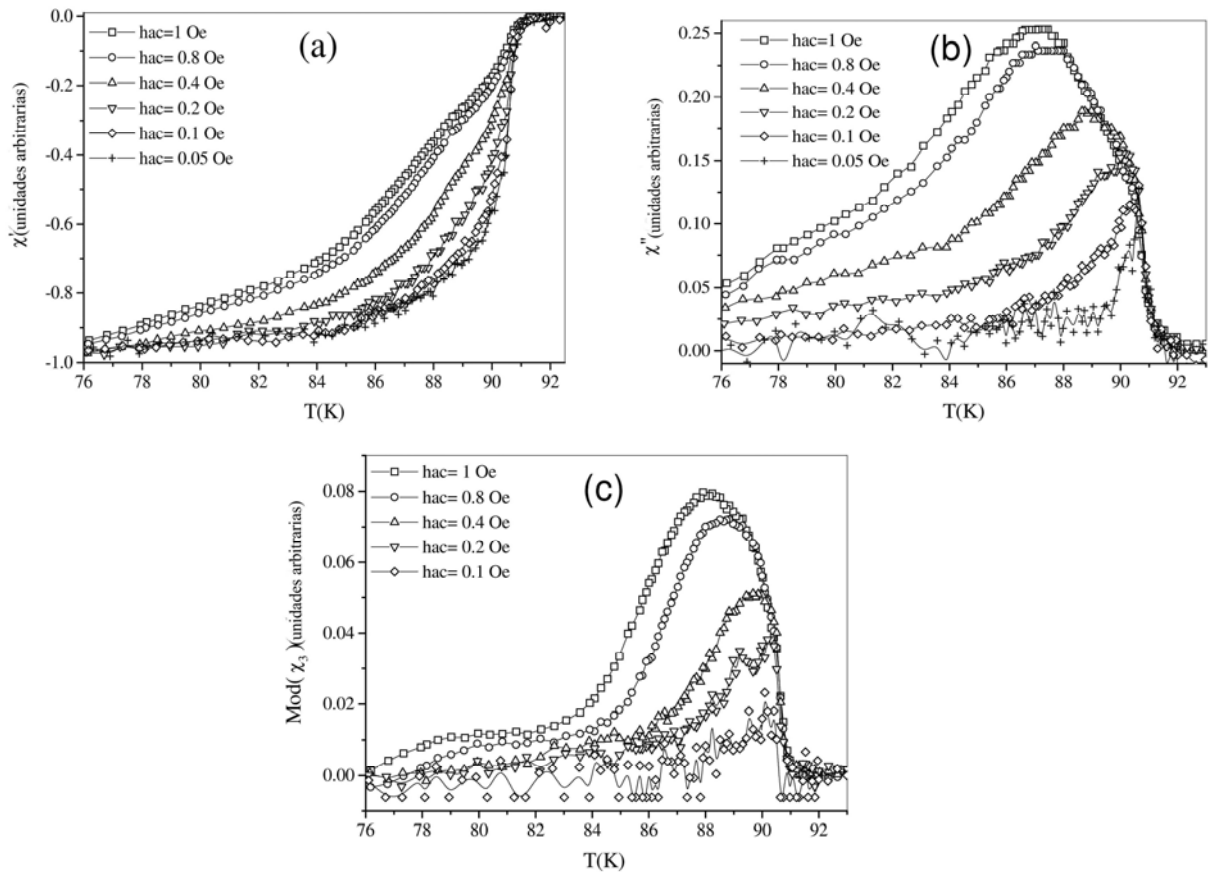 (a)
hac=1 Oe
hac= 0.8 Oe
hac= 0.4 Oe
hac= 0.2 Oe
hac= 0.1 Oe
hac= 0.05 Oe
χ'(unidades arbitrarias)
0.0
-0.2
-0.4
-0.6
-0.8
-1.0
76 78 80 82 84 86 88 90 92
T(K)
(b)
hac=1 Oe
hac= 0.8 Oe
hac= 0.4 Oe
hac= 0.2 Oe
hac= 0.1 Oe
hac= 0.05 Oe
χ"(unidades arbitrarias)
0.25
0.20
0.15
0.10
0.05
0.00
76 78 80 82 84 86 88 90 92
T(K)
(c)
hac= 1 Oe
hac= 0.8 Oe
hac= 0.4 Oe
hac= 0.2 Oe
hac= 0.1 Oe
Mod( χ₃ )(unidades arbitrarias)
0.08
0.06
0.04
0.02
0.00
76 78 80 82 84 86 88 90 92
T(K)